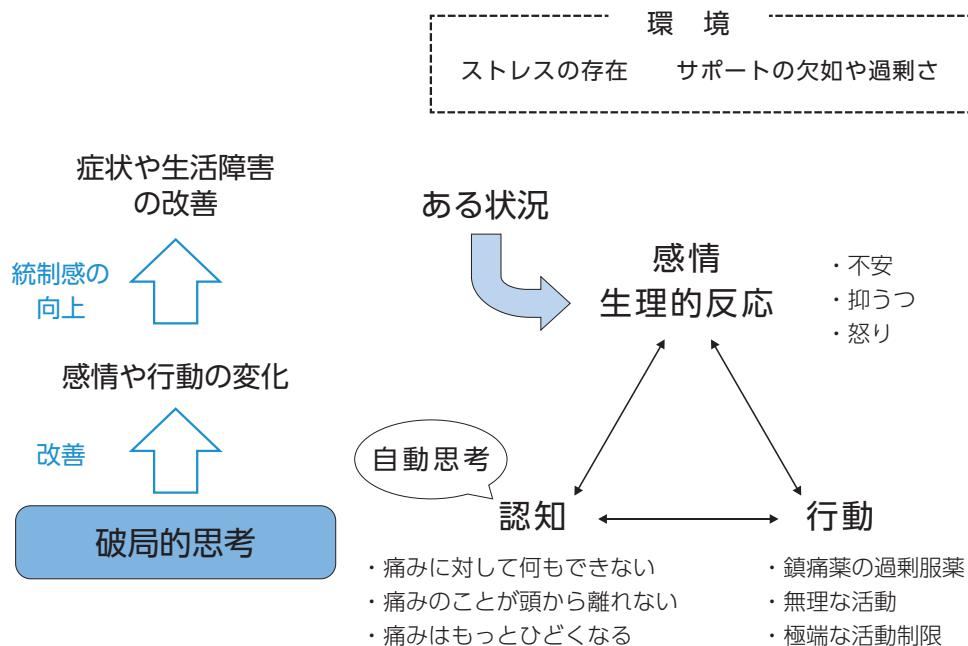 環　境
ストレスの存在　　サポートの欠如や過剰さ
症状や生活障害
の改善
統制感の
向上
感情や行動の変化
改善
破局的思考
ある状況
感情
生理的反応
・不安
・抑うつ
・怒り
自動思考
認知
行動
・痛みに対して何もできない
・痛みのことが頭から離れない
・痛みはもっとひどくなる
・鎮痛薬の過剰服薬
・無理な活動
・極端な活動制限